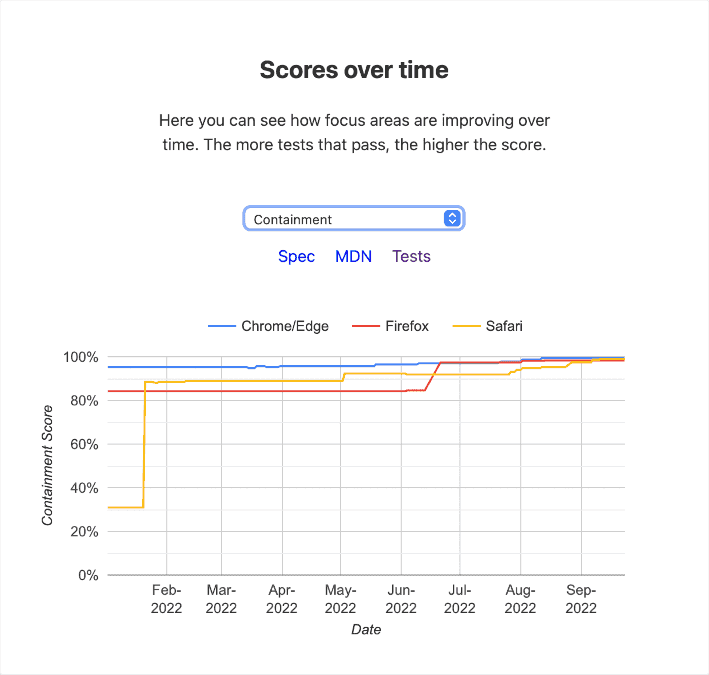 Scores over time
Here you can see how focus areas are improving over
time. The more tests that pass, the higher the score.
Containment
Spec MDN Tests
Chrome/Edge Firefox Safari
100%
80%
60%
40%
20%
0%
Containment Score
Feb-2022 Mar-2022 Apr-2022 May-2022 Jun-2022 Jul-2022 Aug-2022 Sep-2022
Date